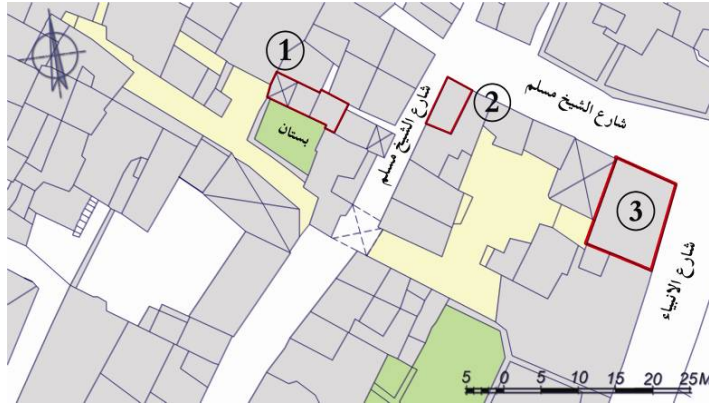 1
2
شارع الشيخ مسلم
شارع الشيخ مسلم
بستان
3
شارع الانبياء
5 0 5 10 15 20 25M